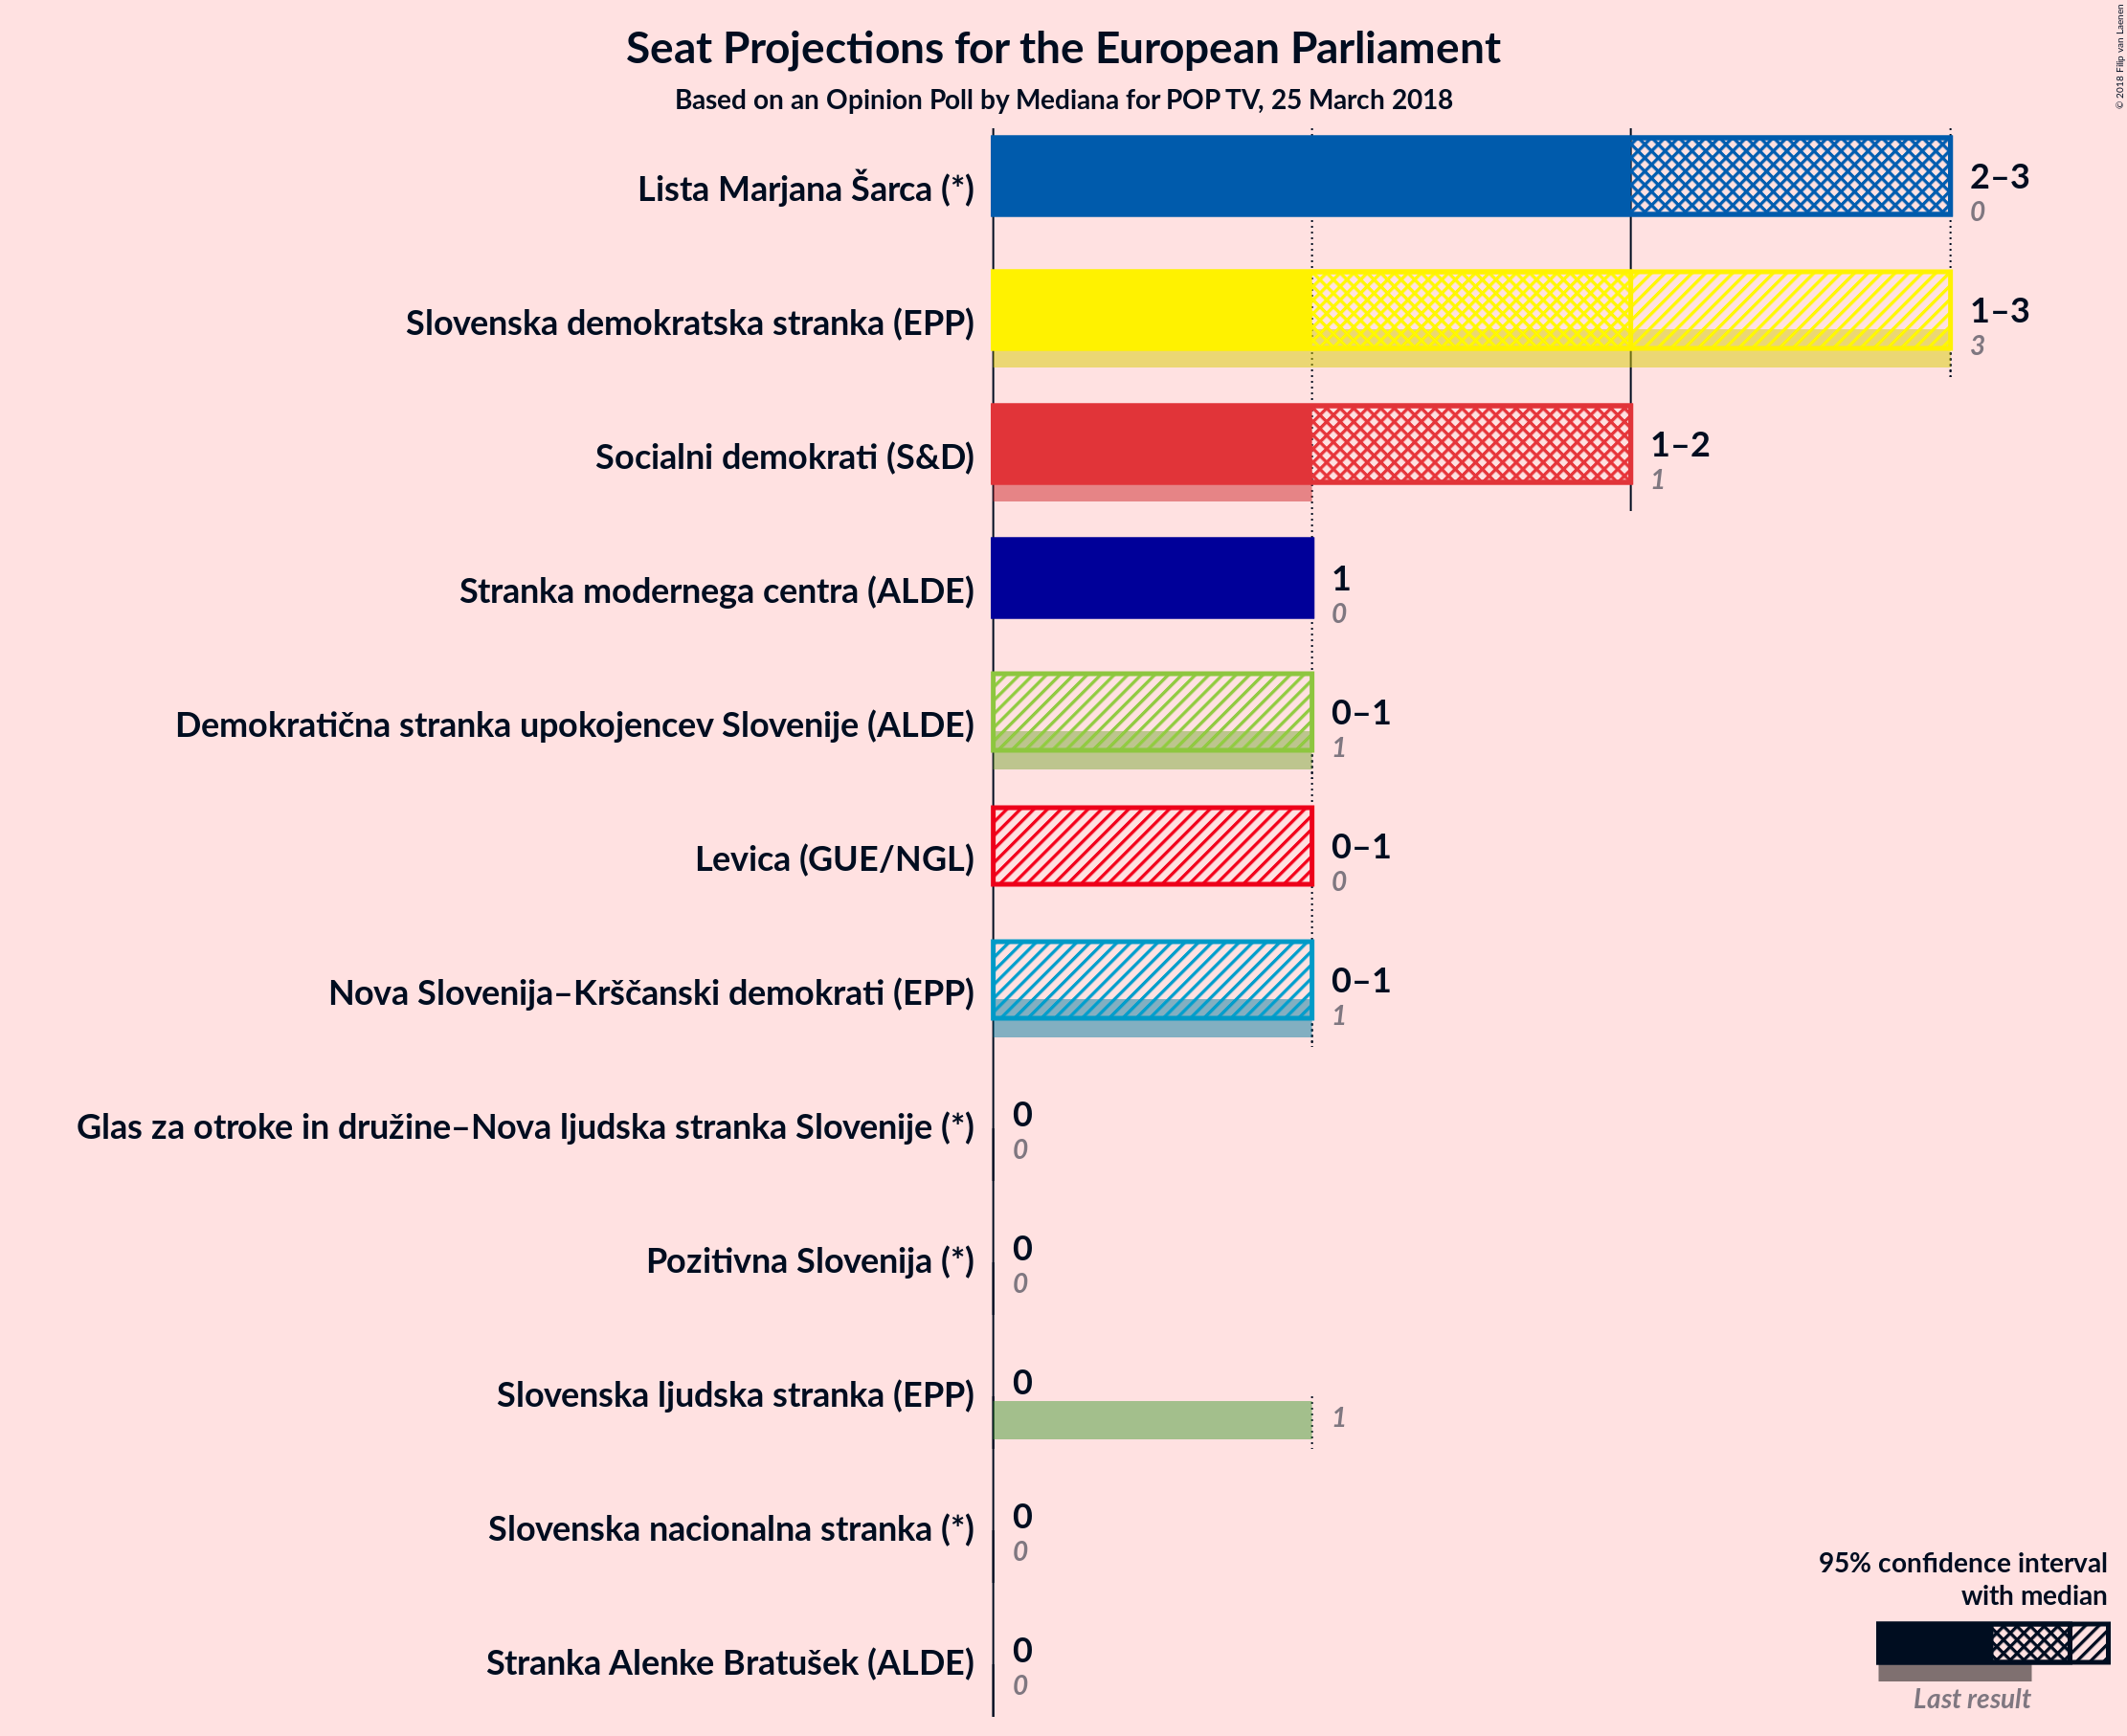 Seat Projections for the European Parliament
Based on an Opinion Poll by Mediana for POP TV, 25 March 2018
© 2018 Filip van Laenen
Lista Marjana Šarca (*)
2–3
0
Slovenska demokratska stranka (EPP)
1–3
3
Socialni demokrati (S&D)
1–2
1
Stranka modernega centra (ALDE)
1
0
Demokratična stranka upokojencev Slovenije (ALDE)
0–1
1
Levica (GUE/NGL)
0–1
0
Nova Slovenija–Krščanski demokrati (EPP)
0–1
1
Glas za otroke in družine–Nova ljudska stranka Slovenije (*)
0
0
Pozitivna Slovenija (*)
0
0
Slovenska ljudska stranka (EPP)
0
1
Slovenska nacionalna stranka (*)
0
0
Stranka Alenke Bratušek (ALDE)
0
0
95% confidence interval
with median
Last result